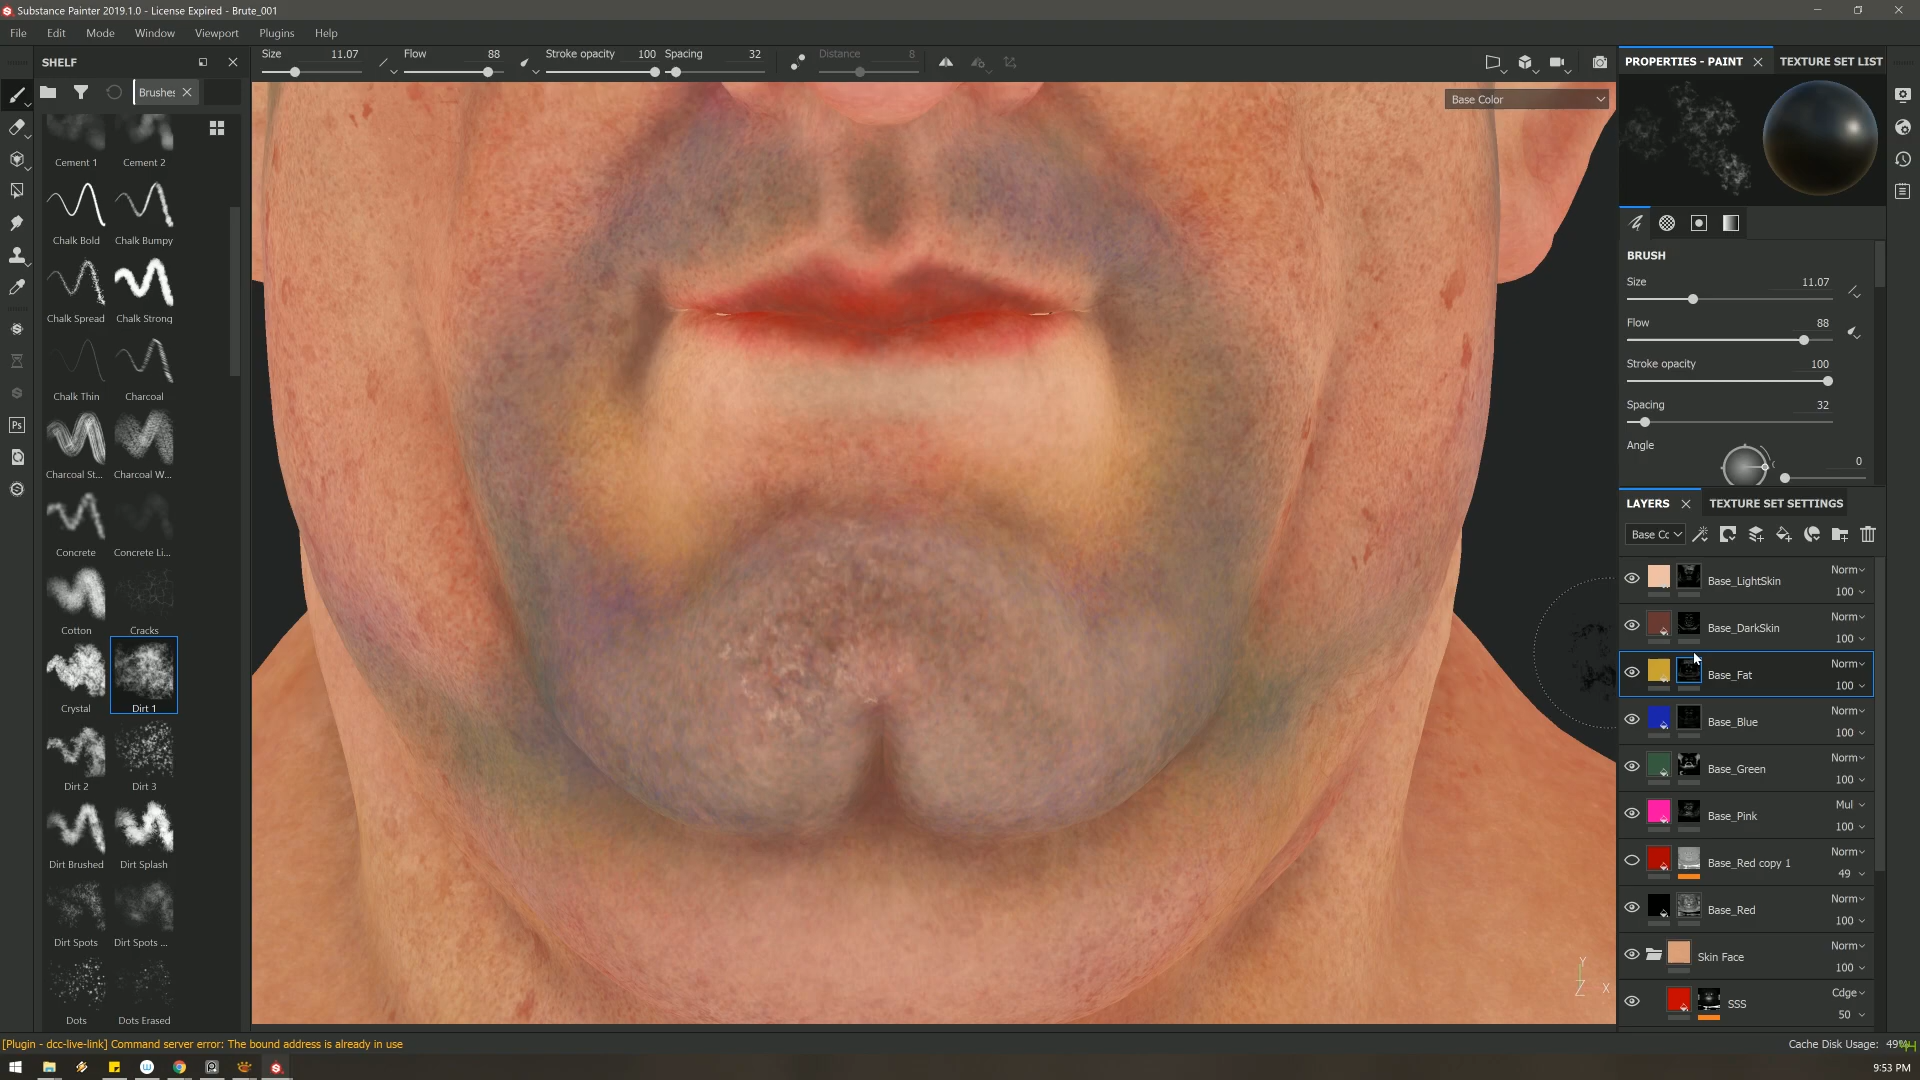 Substance Painter 2019.1.0 - License Expired - Brute_001
File Edit Mode Window Viewport Plugins Help
SHELF
Brushes
Cement 1 Cement 2
Chalk Bold Chalk Bumpy
Chalk Spread Chalk Strong
Chalk Thin Charcoal
Charcoal St... Charcoal W...
Concrete Concrete Li...
Cotton Cracks
Crystal Dirt 1
Dirt 2 Dirt 3
Dirt Brushed Dirt Splash
Dirt Spots Dirt Spots ...
Dots Dots Erased
Size 11.07 Flow 88 Stroke opacity 100 Spacing 32 Distance 8
Base Color
Y
Z X
PROPERTIES - PAINT TEXTURE SET LIST
BRUSH
Size 11.07
Flow 88
Stroke opacity 100
Spacing 32
Angle
0
LAYERS TEXTURE SET SETTINGS
Base Cc
Base_LightSkin Norm 100
Base_DarkSkin Norm 100
Base_Fat Norm 100
Base_Blue Norm 100
Base_Green Norm 100
Base_Pink Mul 100
Base_Red copy 1 Norm 49
Base_Red Norm 100
Skin Face Norm 100
SSS Cdge 50
Ps
[Plugin - dcc-live-link] Command server error: The bound address is already in use
Cache Disk Usage: 49%
9:53 PM